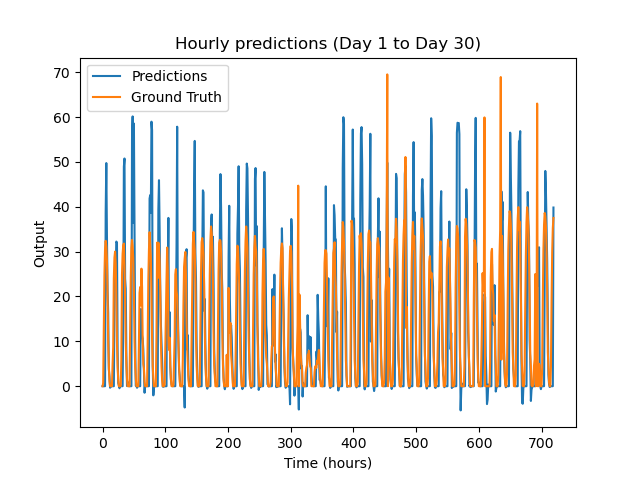 Hourly predictions (Day 1 to Day 30)
Predictions
Ground Truth
70
60
50
40
30
20
10
0
Output
0 100 200 300 400 500 600 700
Time (hours)